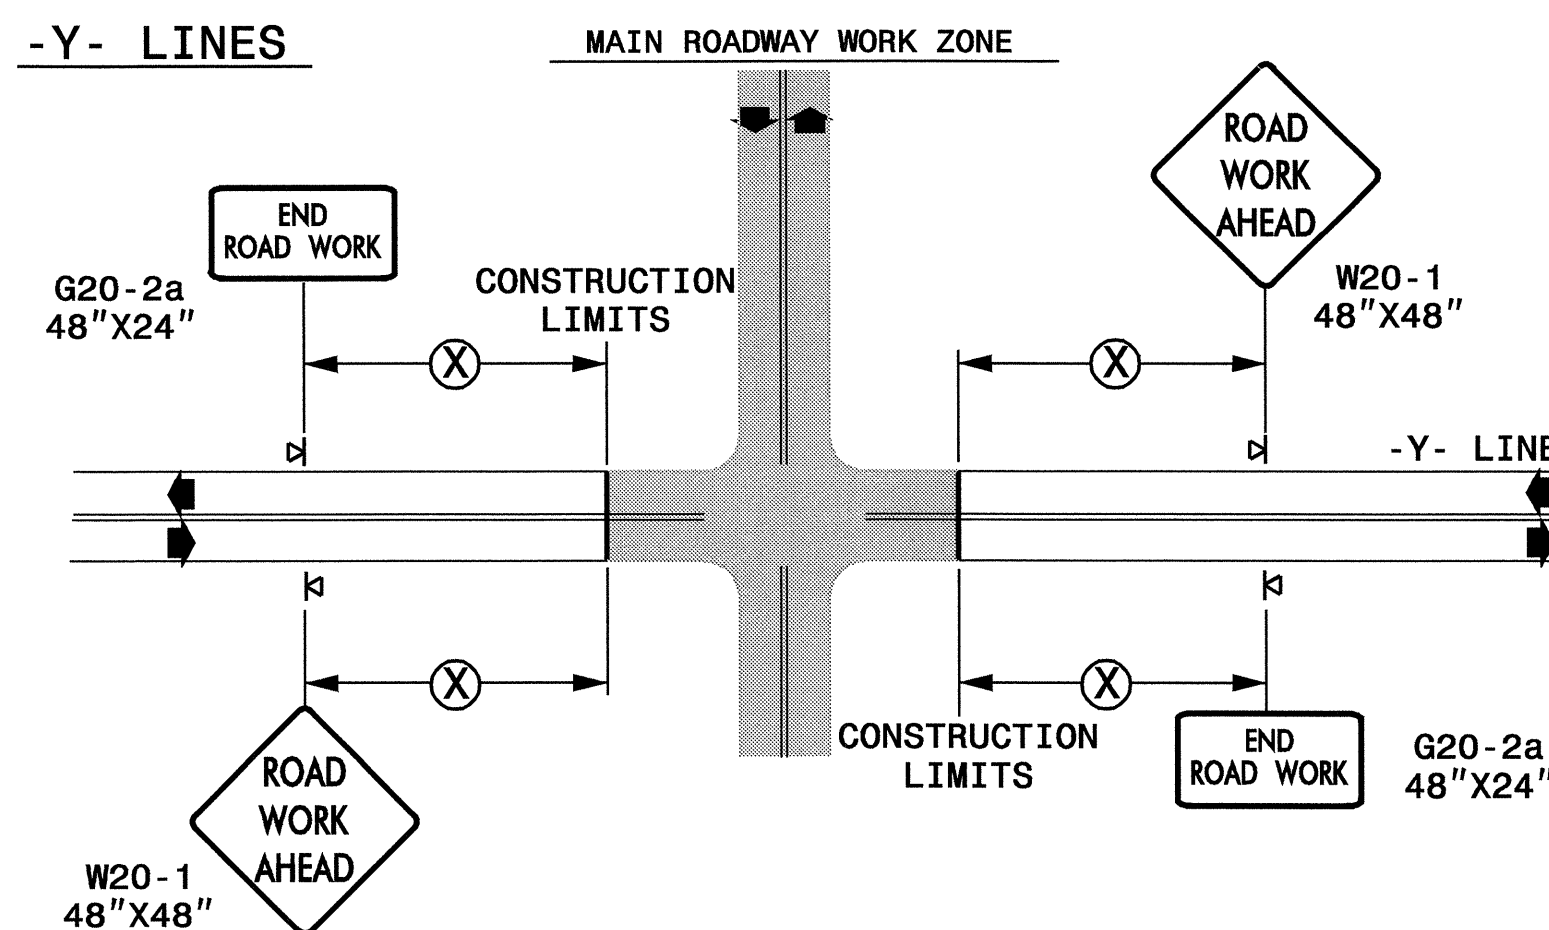 -Y- LINES
MAIN ROADWAY WORK ZONE
ROAD
WORK
AHEAD
END
ROAD WORK
G20-2a
48"X24"
CONSTRUCTION
LIMITS
W20-1
48"X48"
X
X
-Y- LINE
X
X
ROAD
WORK
AHEAD
W20-1
48"X48"
CONSTRUCTION
LIMITS
END
ROAD WORK
G20-2a
48"X24"